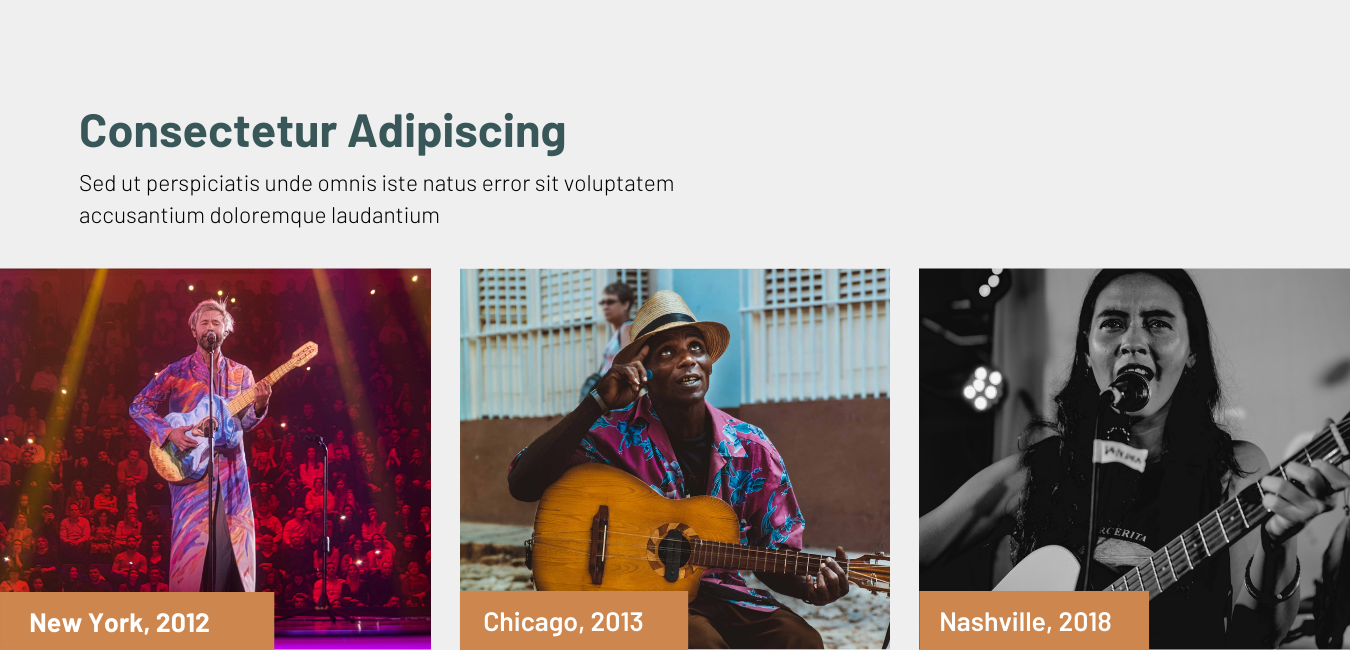 Consectetur Adipiscing
Sed ut perspiciatis unde omnis iste natus error sit voluptatem
accusantium doloremque laudantium
New York, 2012
Chicago, 2013
Nashville, 2018